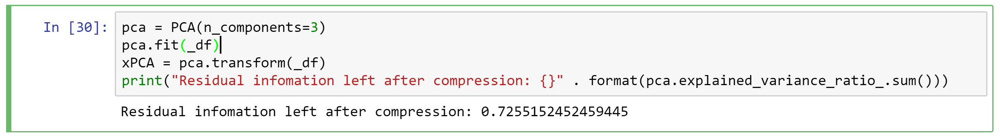 In [30]: pca = PCA(n_components=3)
pca.fit(_df)
xPCA = pca.transform(_df)
print("Residual infomation left after compression: {}" . format(pca.explained_variance_ratio_.sum()))
Residual infomation left after compression: 0.7255152452459445